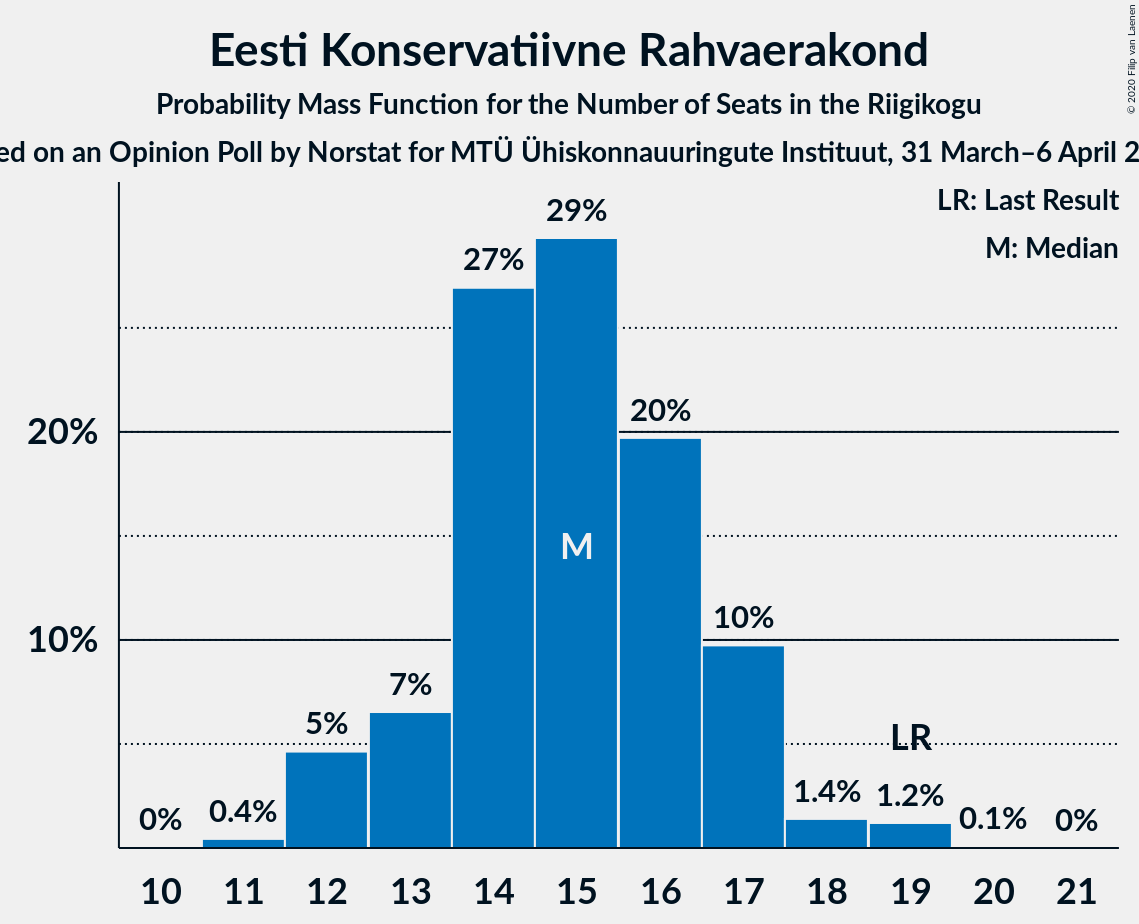 Eesti Konservatiivne Rahvaerakond
Probability Mass Function for the Number of Seats in the Riigikogu
ed on an Opinion Poll by Norstat for MTÜ Ühiskonnauuringute Instituut, 31 March–6 April 2
© 2020 Filip van Laenen
LR: Last Result
M: Median
29%
27%
20%
20%
M
10%
10%
7%
5%
LR
1.4%
1.2%
0%
0.4%
0.1%
0%
10 11 12 13 14 15 16 17 18 19 20 21